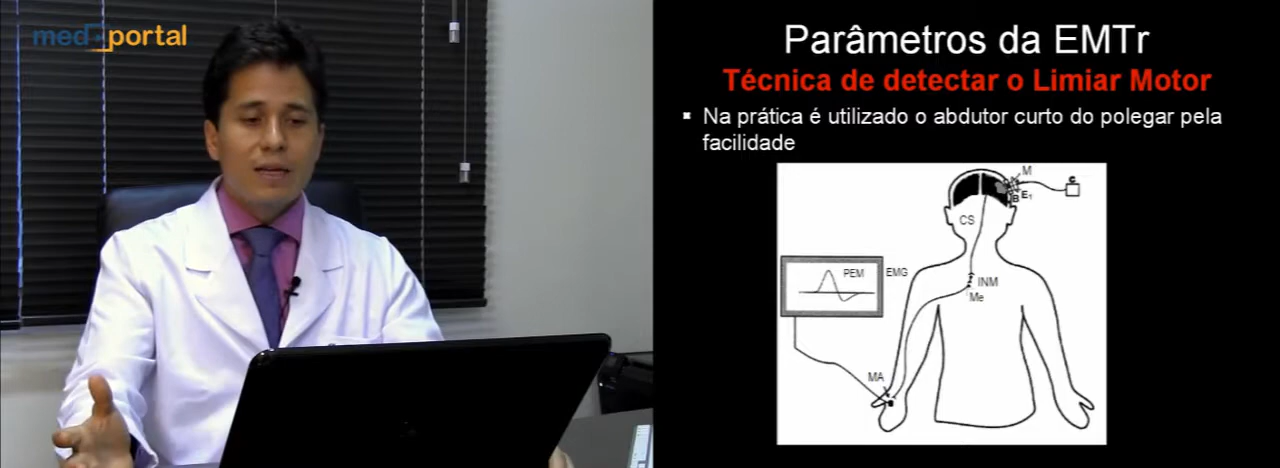 medportal
Parâmetros da EMTr
Técnica de detectar o Limiar Motor
Na prática é utilizado o abdutor curto do polegar pela
facilidade
M
C
B E1
CS
PEM
EMG
INM
Me
MA